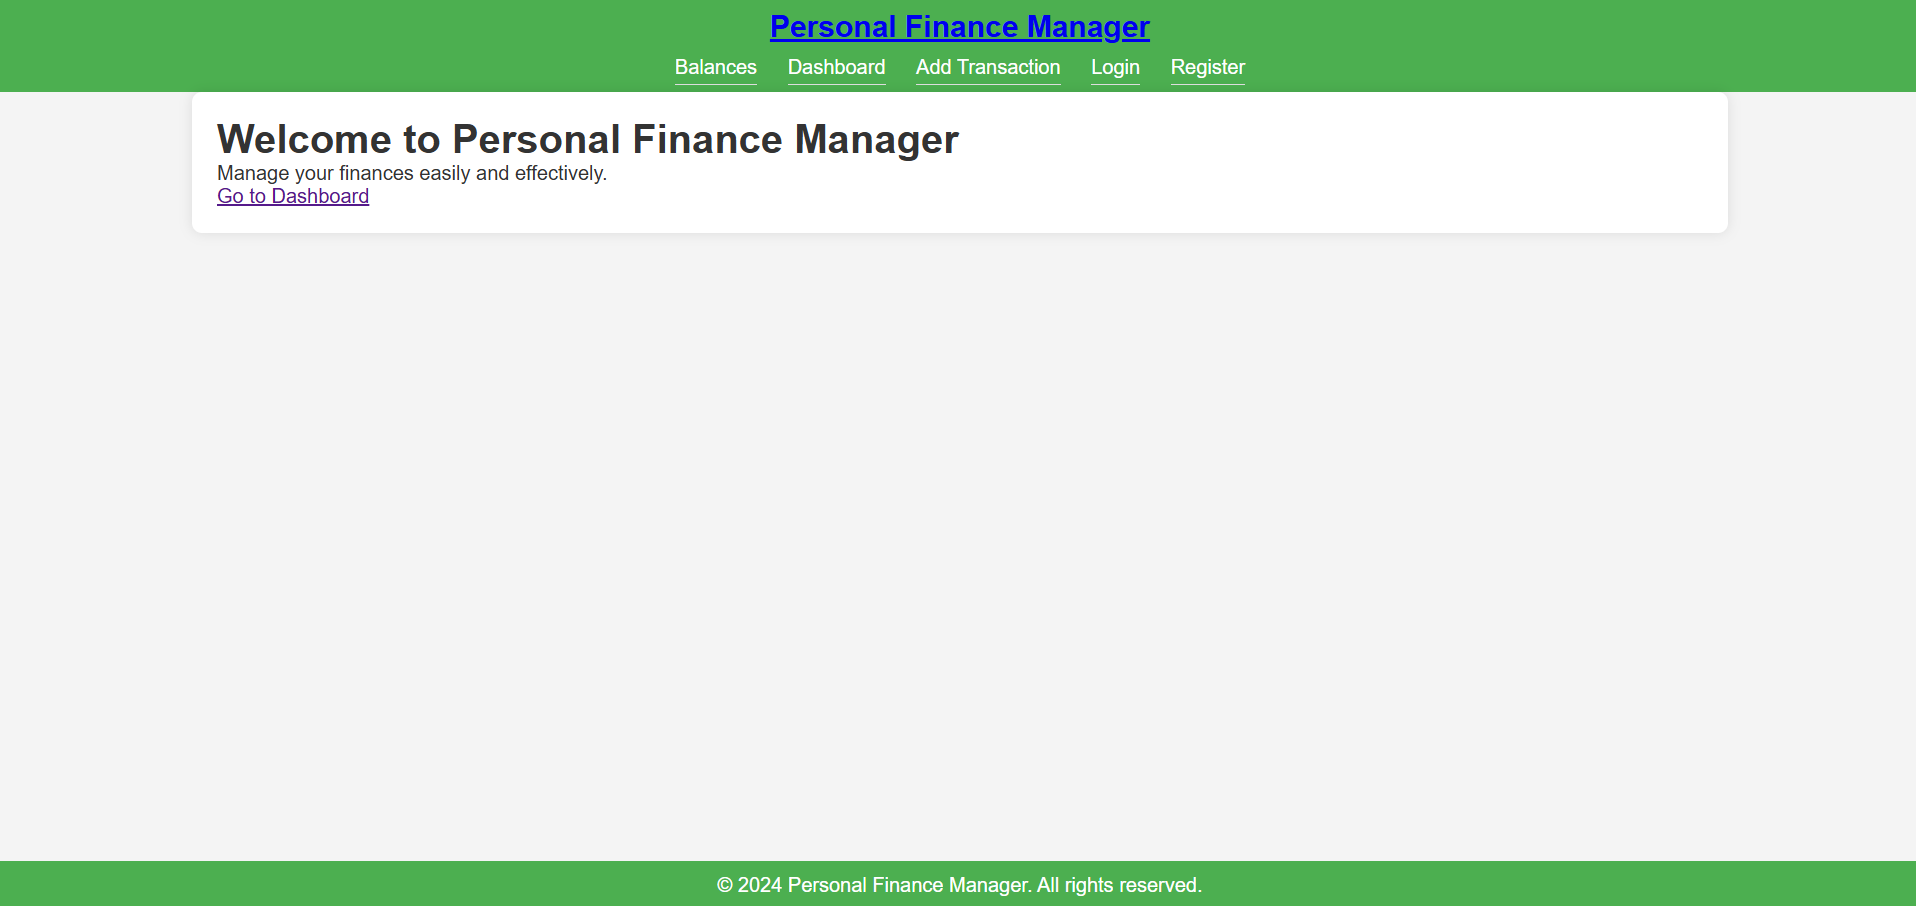 Personal Finance Manager
Balances Dashboard Add Transaction Login Register
Welcome to Personal Finance Manager
Manage your finances easily and effectively.
Go to Dashboard
© 2024 Personal Finance Manager. All rights reserved.